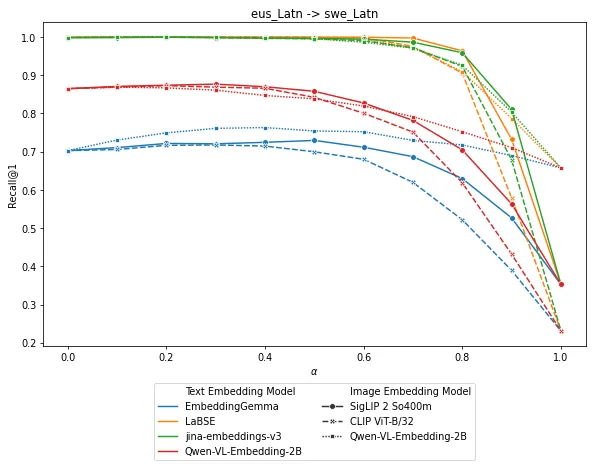 eus_Latn -> swe_Latn
Recall@1
1.0
0.9
0.8
0.7
0.6
0.5
0.4
0.3
0.2
0.0 0.2 0.4 0.6 0.8 1.0
α
Text Embedding Model
EmbeddingGemma
LaBSE
jina-embeddings-v3
Qwen-VL-Embedding-2B
Image Embedding Model
SigLIP 2 So400m
CLIP ViT-B/32
Qwen-VL-Embedding-2B